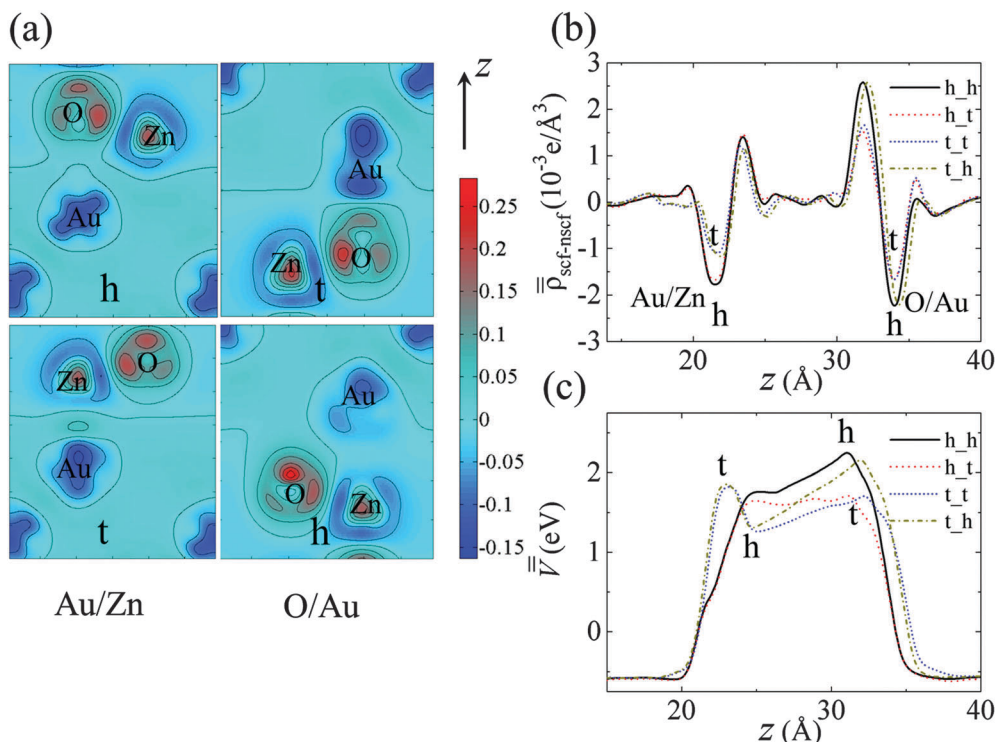 (a)
O
Zn
Au
h
Au
Zn
O
t
z
0.25
0.2
0.15
0.1
0.05
0
-0.05
-0.1
-0.15
Zn
O
Au
t
Au
O
Zn
h
Au/Zn
O/Au
(b)
3
2
1
0
-1
-2
-3
ρ̿scf-nscf (10⁻³e/Å³)
h_h
h_t
t_t
t_h
t
t
Au/Zn
O/Au
h
h
20
30
40
z (Å)
(c)
2
1
0
V̿ (eV)
h_h
h_t
t_t
t_h
t
h
h
t
20
30
40
z (Å)